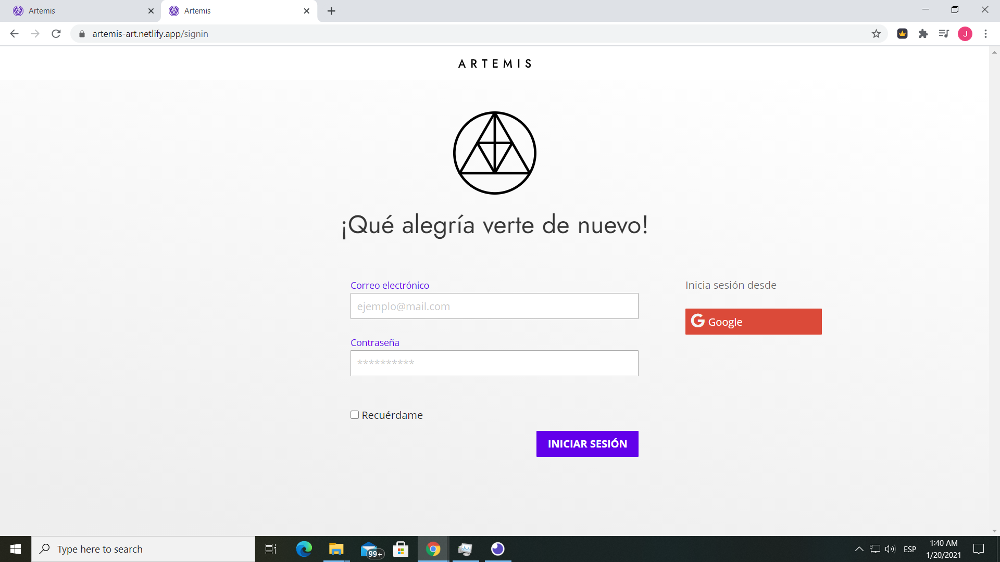 Artemis
Artemis
artemis-art.netlify.app/signin
J
ARTEMIS
¡Qué alegría verte de nuevo!
Correo electrónico
ejemplo@mail.com
Contraseña
**********
Recuérdame
INICIAR SESIÓN
Inicia sesión desde
G Google
Type here to search
99+
ESP
1:40 AM
1/20/2021